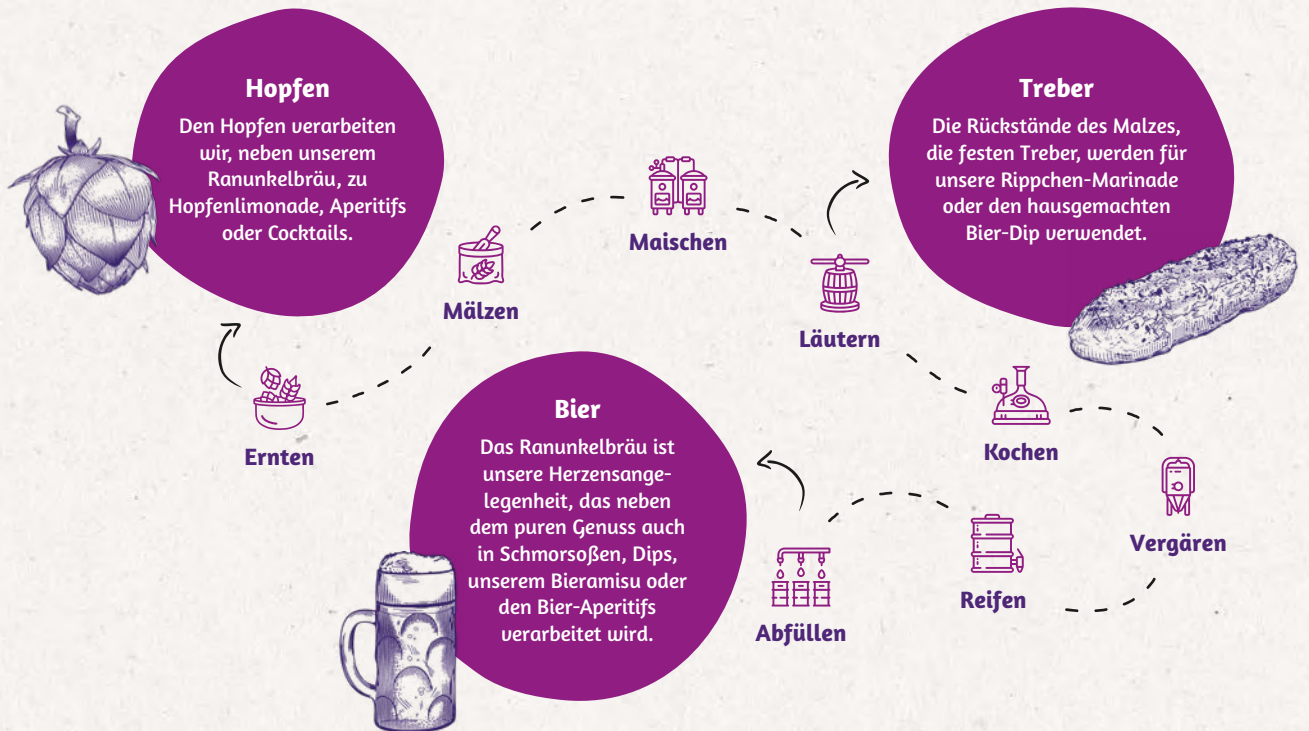 Hopfen
Den Hopfen verarbeiten
wir, neben unserem
Ranunkelbräu, zu
Hopfenlimonade, Aperitifs
oder Cocktails.
Treber
Die Rückstände des Malzes,
die festen Treber, werden für
unsere Rippchen-Marinade
oder den hausgemachten
Bier-Dip verwendet.
Ernten
Mälzen
Maischen
Läutern
Kochen
Vergären
Reifen
Abfüllen
Bier
Das Ranunkelbräu ist
unsere Herzensange-
legenheit, das neben
dem puren Genuss auch
in Schmorsoßen, Dips,
unserem Bieramisu oder
den Bier-Aperitifs
verarbeitet wird.